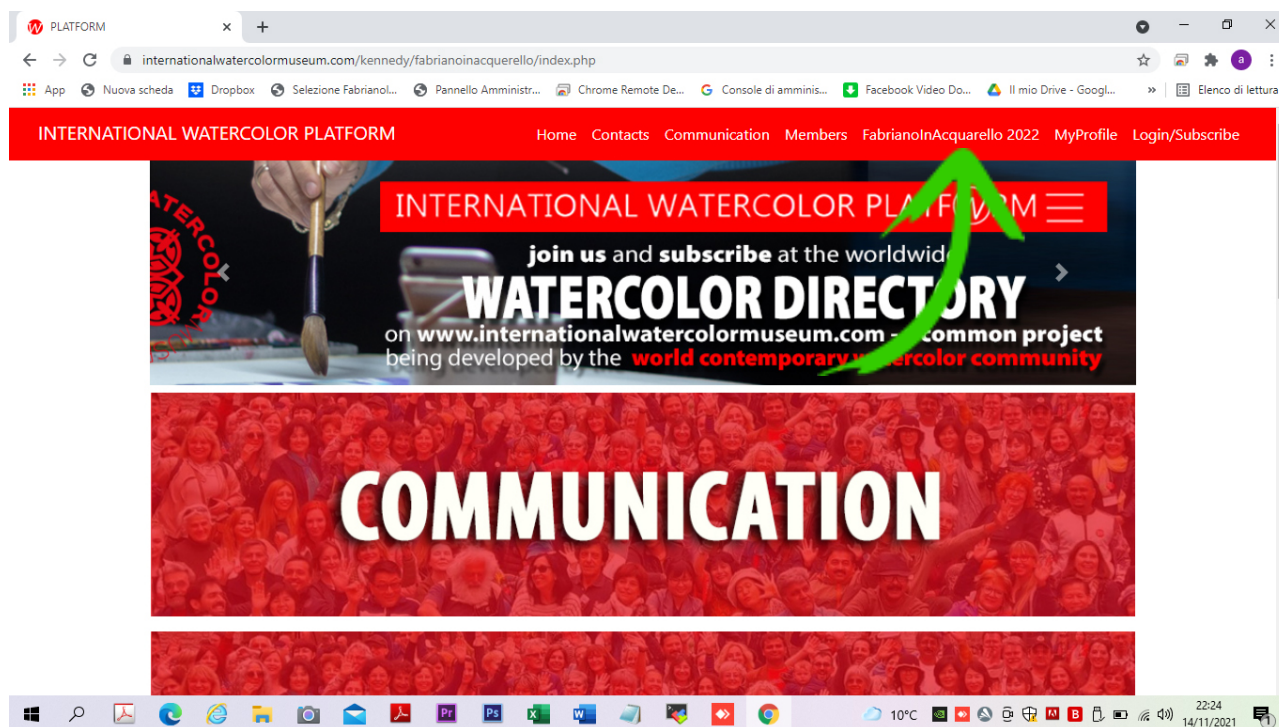 PLATFORM
internationalwatercolormuseum.com/kennedy/fabrianoinacquerello/index.php
a
App Nuova scheda Dropbox Selezione Fabrianol... Pannello Amministr... Chrome Remote De... Console di amminis... Facebook Video Do... Il mio Drive - Googl... » Elenco di lettura
INTERNATIONAL WATERCOLOR PLATFORM Home Contacts Communication Members FabrianoInAcquarello 2022 MyProfile Login/Subscribe
INTERNATIONAL WATERCOLOR PLATFORM
join us and subscribe at the worldwide
WATERCOLOR DIRECTORY
on www.internationalwatercolormuseum.com - common project
being developed by the world contemporary watercolor community
WATERCOLOR
COMMUNICATION
10°C 22:24
14/11/2021